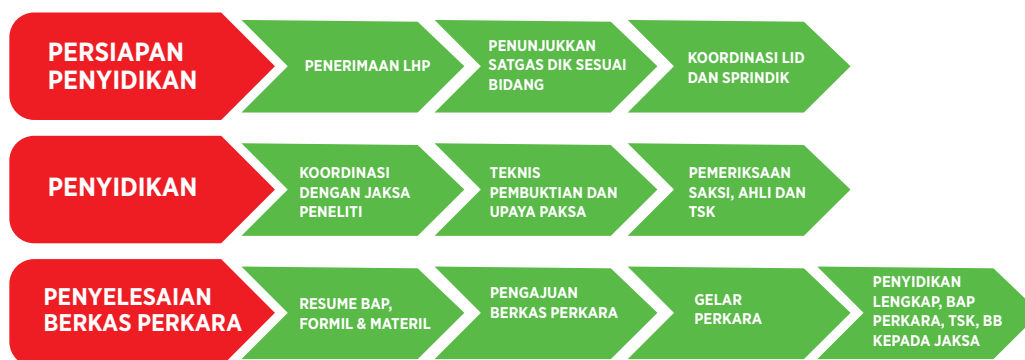 PERSIAPAN
PENYIDIKAN
PENERIMAAN LHP
PENUNJUKKAN
SATGAS DIK SESUAI
BIDANG
KOORDINASI LID
DAN SPRINDIK
PENYIDIKAN
KOORDINASI
DENGAN JAKSA
PENELITI
TEKNIS
PEMBUKTIAN DAN
UPAYA PAKSA
PEMERIKSAAN
SAKSI, AHLI DAN
TSK
PENYELESAIAN
BERKAS PERKARA
RESUME BAP,
FORMIL & MATERIL
PENGAJUAN
BERKAS PERKARA
GELAR
PERKARA
PENYIDIKAN
LENGKAP, BAP
PERKARA, TSK, BB
KEPADA JAKSA